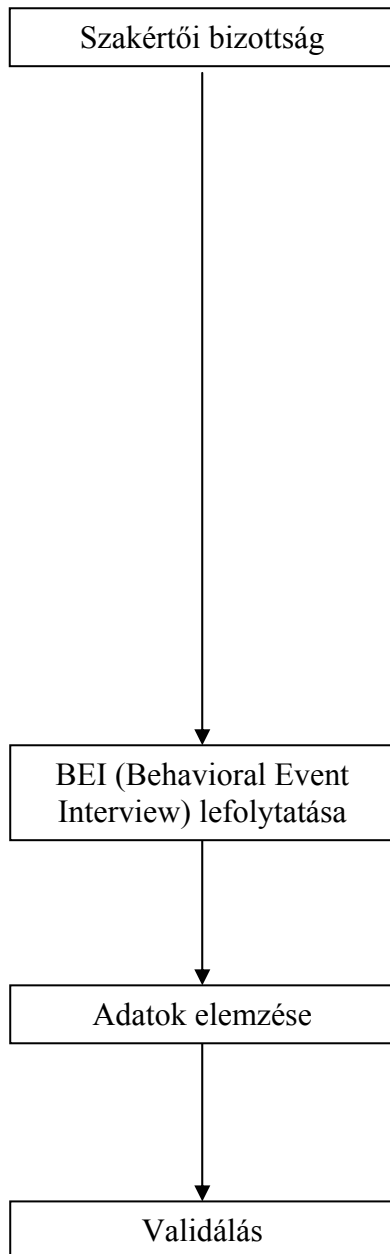 Szakértői bizottság
BEI (Behavioral Event
Interview) lefolytatása
Adatok elemzése
Validálás